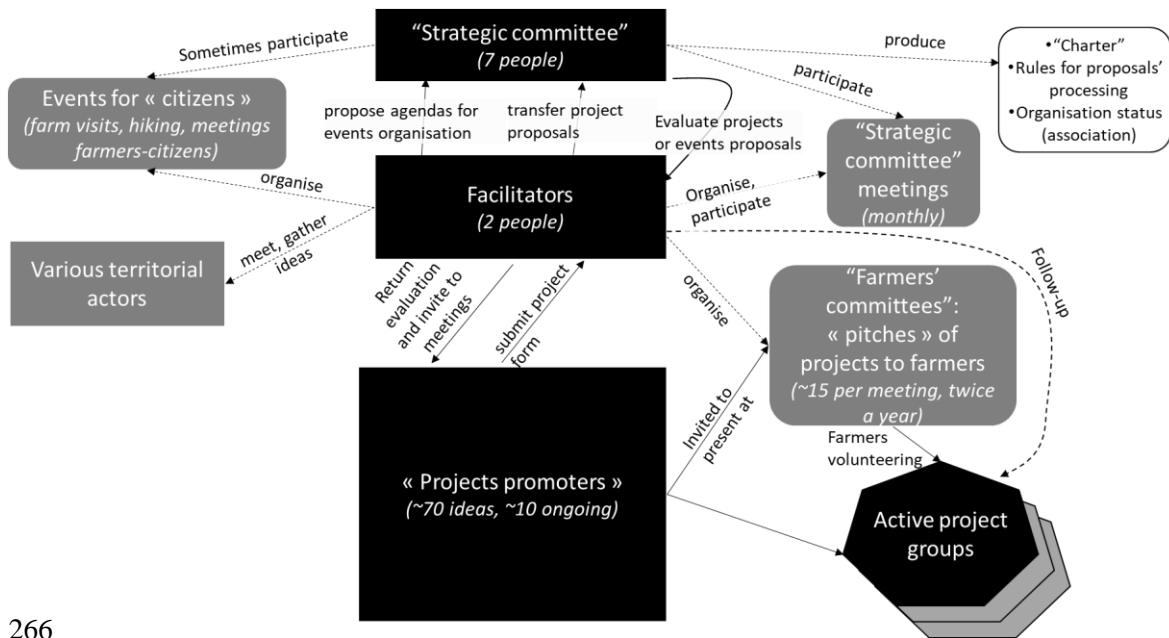 “Strategic committee”
(7 people)
Sometimes participate
produce
•“Charter”
•Rules for proposals’
processing
•Organisation status
(association)
participate
Events for « citizens »
(farm visits, hiking, meetings
farmers-citizens)
propose agendas for
events organisation
transfer project
proposals
Evaluate projects
or events proposals
“Strategic
committee”
meetings
(monthly)
organise
Facilitators
(2 people)
Organise,
participate
meet, gather
ideas
Various territorial
actors
Return
evaluation
and invite to
meetings
submit project
form
organise
Follow-up
“Farmers’
committees”:
« pitches » of
projects to farmers
(~15 per meeting, twice
a year)
Invited to
present at
Farmers
volunteering
« Projects promoters »
(~70 ideas, ~10 ongoing)
Active project
groups
266